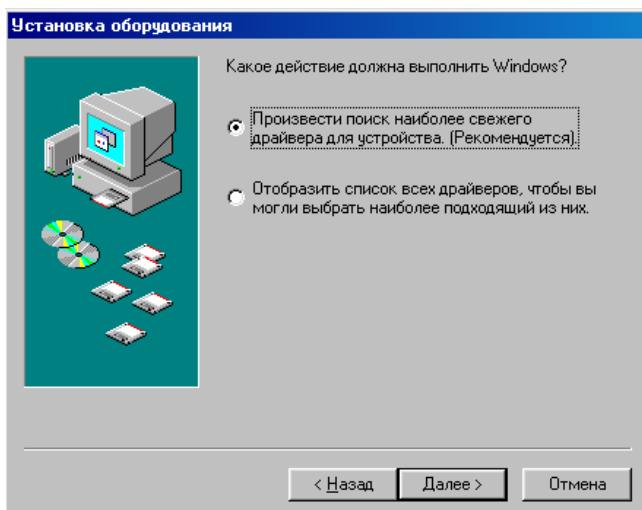 Установка оборудования
Какое действие должна выполнить Windows?
Произвести поиск наиболее свежего
драйвера для устройства. (Рекомендуется).
Отобразить список всех драйверов, чтобы вы
могли выбрать наиболее подходящий из них.
< Назад   Далее >   Отмена